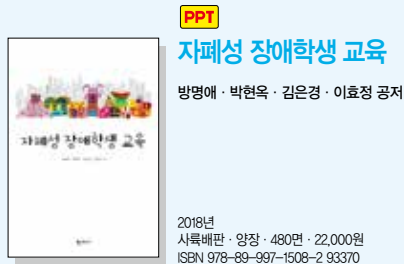 PPT
자폐성 장애학생 교육
방명애 · 박현옥 · 김은경 · 이효정 공저
자폐성 장애학생 교육
2018년
사륙배판 · 양장 · 480면 · 22,000원
ISBN 978-89-997-1508-2 93370